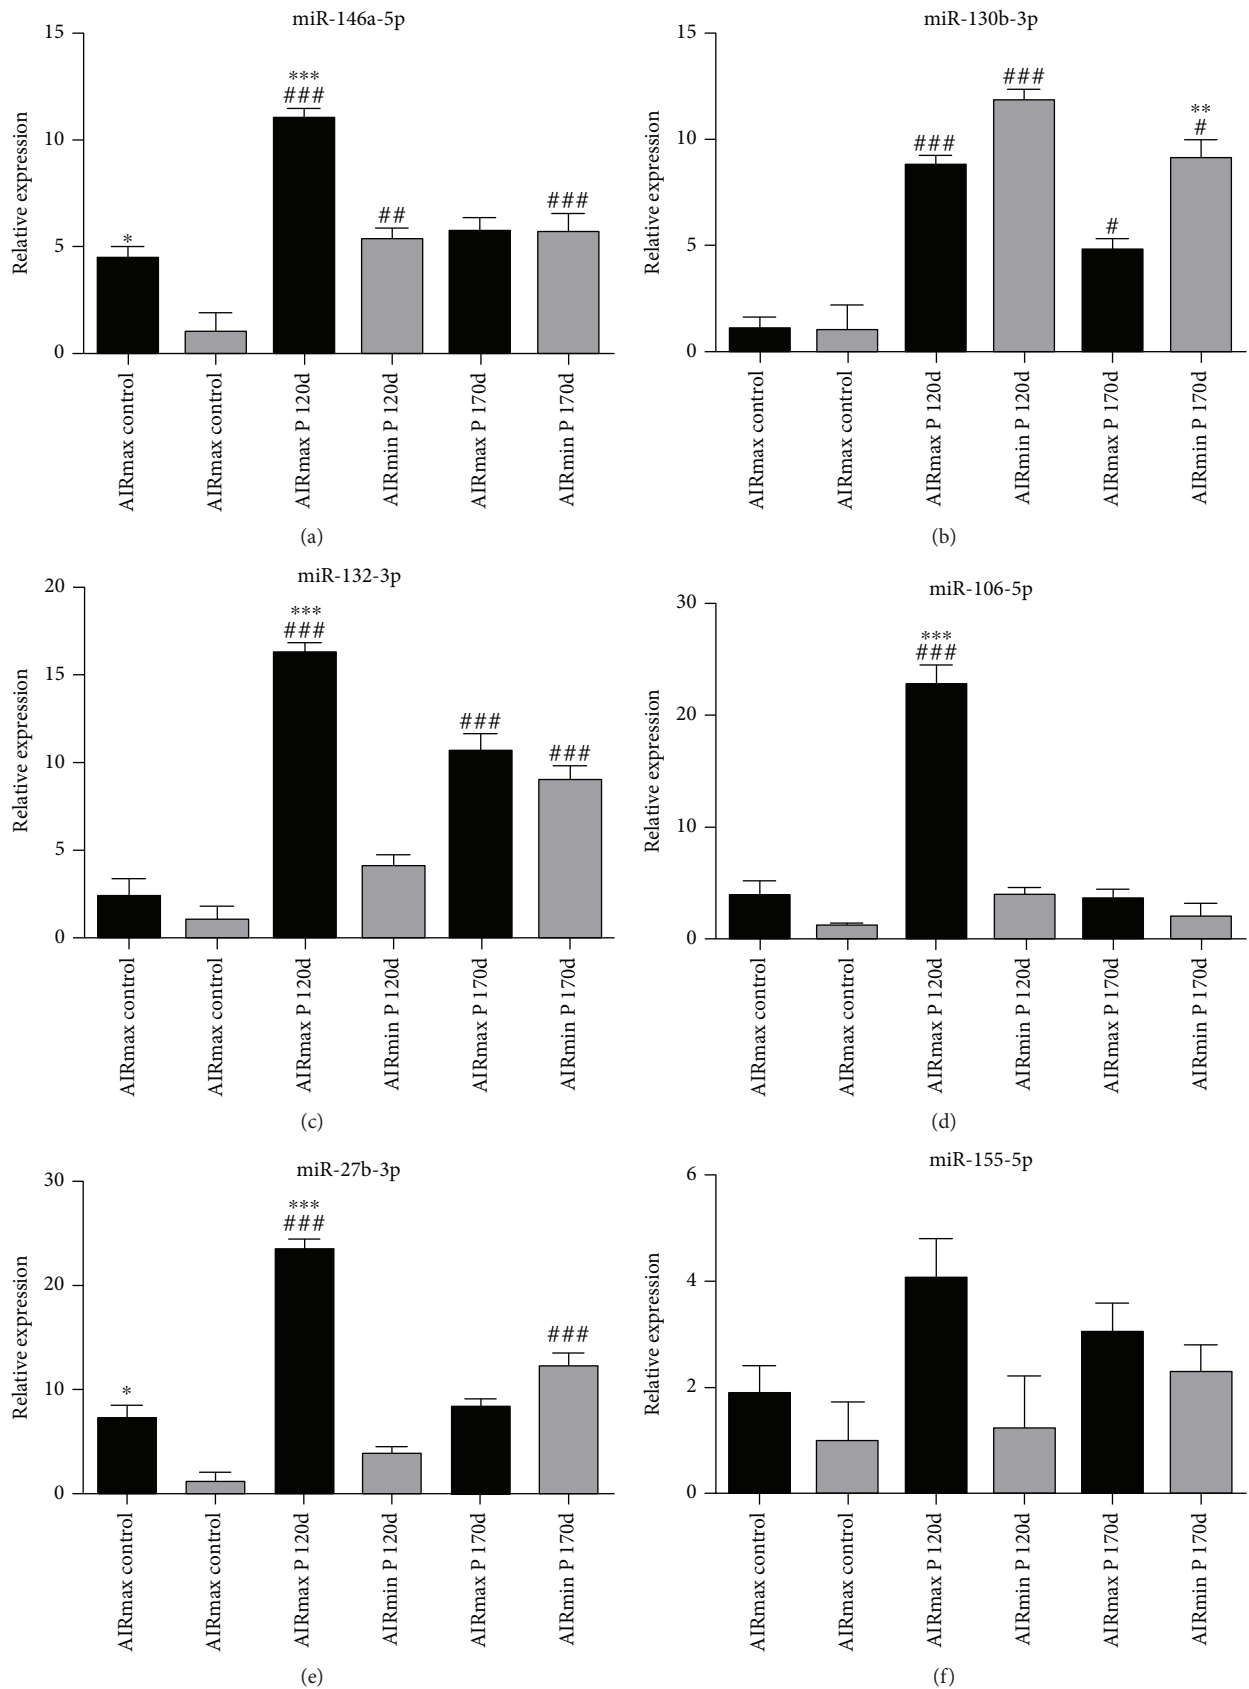 miR-146a-5p
Relative expression
15
10
5
0
*
***
###
##
###
AIRmax control
AIRmax control
AIRmax P 120d
AIRmin P 120d
AIRmax P 170d
AIRmin P 170d
(a)
miR-130b-3p
Relative expression
15
10
5
0
###
###
#
**
#
AIRmax control
AIRmax control
AIRmax P 120d
AIRmin P 120d
AIRmax P 170d
AIRmin P 170d
(b)
miR-132-3p
Relative expression
20
15
10
5
0
***
###
###
###
AIRmax control
AIRmax control
AIRmax P 120d
AIRmin P 120d
AIRmax P 170d
AIRmin P 170d
(c)
miR-106-5p
Relative expression
30
20
10
0
***
###
AIRmax control
AIRmax control
AIRmax P 120d
AIRmin P 120d
AIRmax P 170d
AIRmin P 170d
(d)
miR-27b-3p
Relative expression
30
20
10
0
*
***
###
###
AIRmax control
AIRmax control
AIRmax P 120d
AIRmin P 120d
AIRmax P 170d
AIRmin P 170d
(e)
miR-155-5p
Relative expression
6
4
2
0
AIRmax control
AIRmax control
AIRmax P 120d
AIRmin P 120d
AIRmax P 170d
AIRmin P 170d
(f)